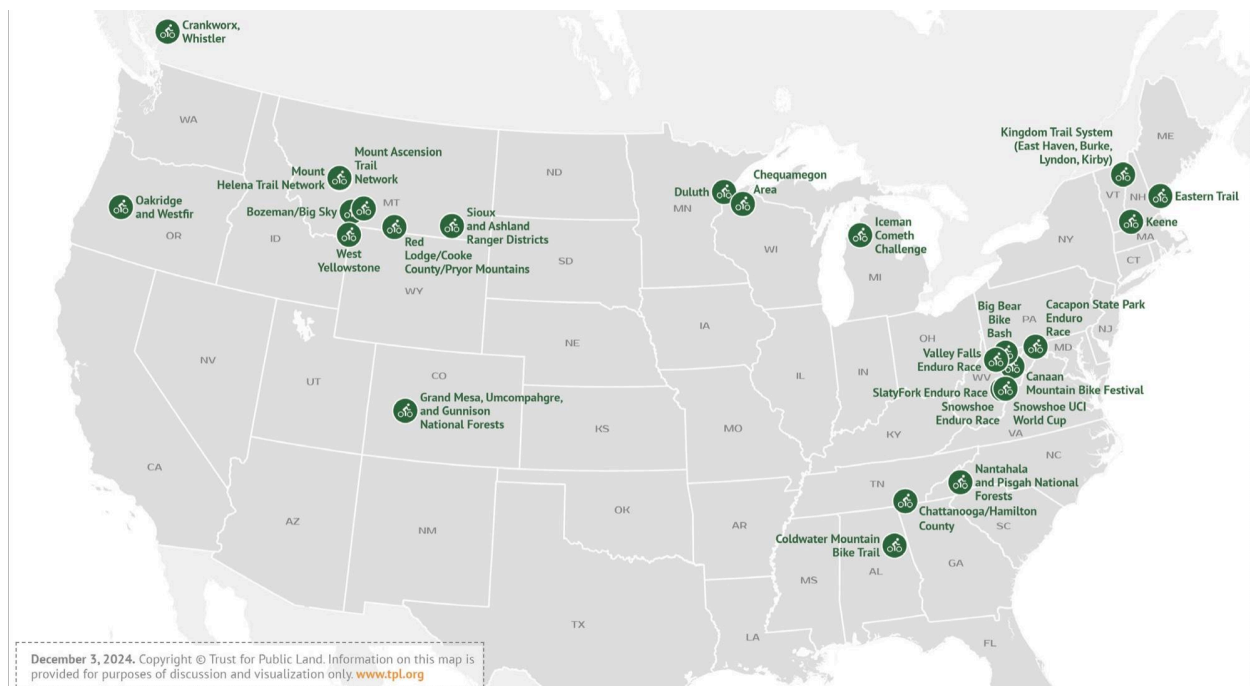 Crankworx,
Whistler
WA
Mount Ascension
Trail
Network
Mount
Helena Trail Network
MT
ND
Oakridge
and Westfir
OR
ID
Bozeman/Big Sky
West
Yellowstone
Red
Lodge/Cooke
County/Pryor Mountains
Sioux
and Ashland
Ranger Districts
SD
WY
MN
Duluth
Chequamegon
Area
WI
Iceman
Cometh
Challenge
MI
Kingdom Trail System
(East Haven, Burke,
Lyndon, Kirby)
ME
VT
NH
Eastern Trail
Keene
MA
NY
CT
NV
UT
CO
NE
IA
IL
IN
OH
PA
NJ
MD
WV
Big Bear
Bike
Bash
Cacapon State Park
Enduro
Race
Valley Falls
Enduro Race
Canaan
Mountain Bike Festival
SlatyFork Enduro Race
Snowshoe
Enduro Race
Snowshoe UCI
World Cup
VA
Grand Mesa, Umcompahgre,
and Gunnison
National Forests
KS
MO
KY
CA
AZ
NM
OK
AR
TN
NC
Nantahala
and Pisgah National
Forests
Chattanooga/Hamilton
County
SC
Coldwater Mountain
Bike Trail
MS
AL
GA
TX
LA
FL
December 3, 2024. Copyright © Trust for Public Land. Information on this map is
provided for purposes of discussion and visualization only. www.tpl.org